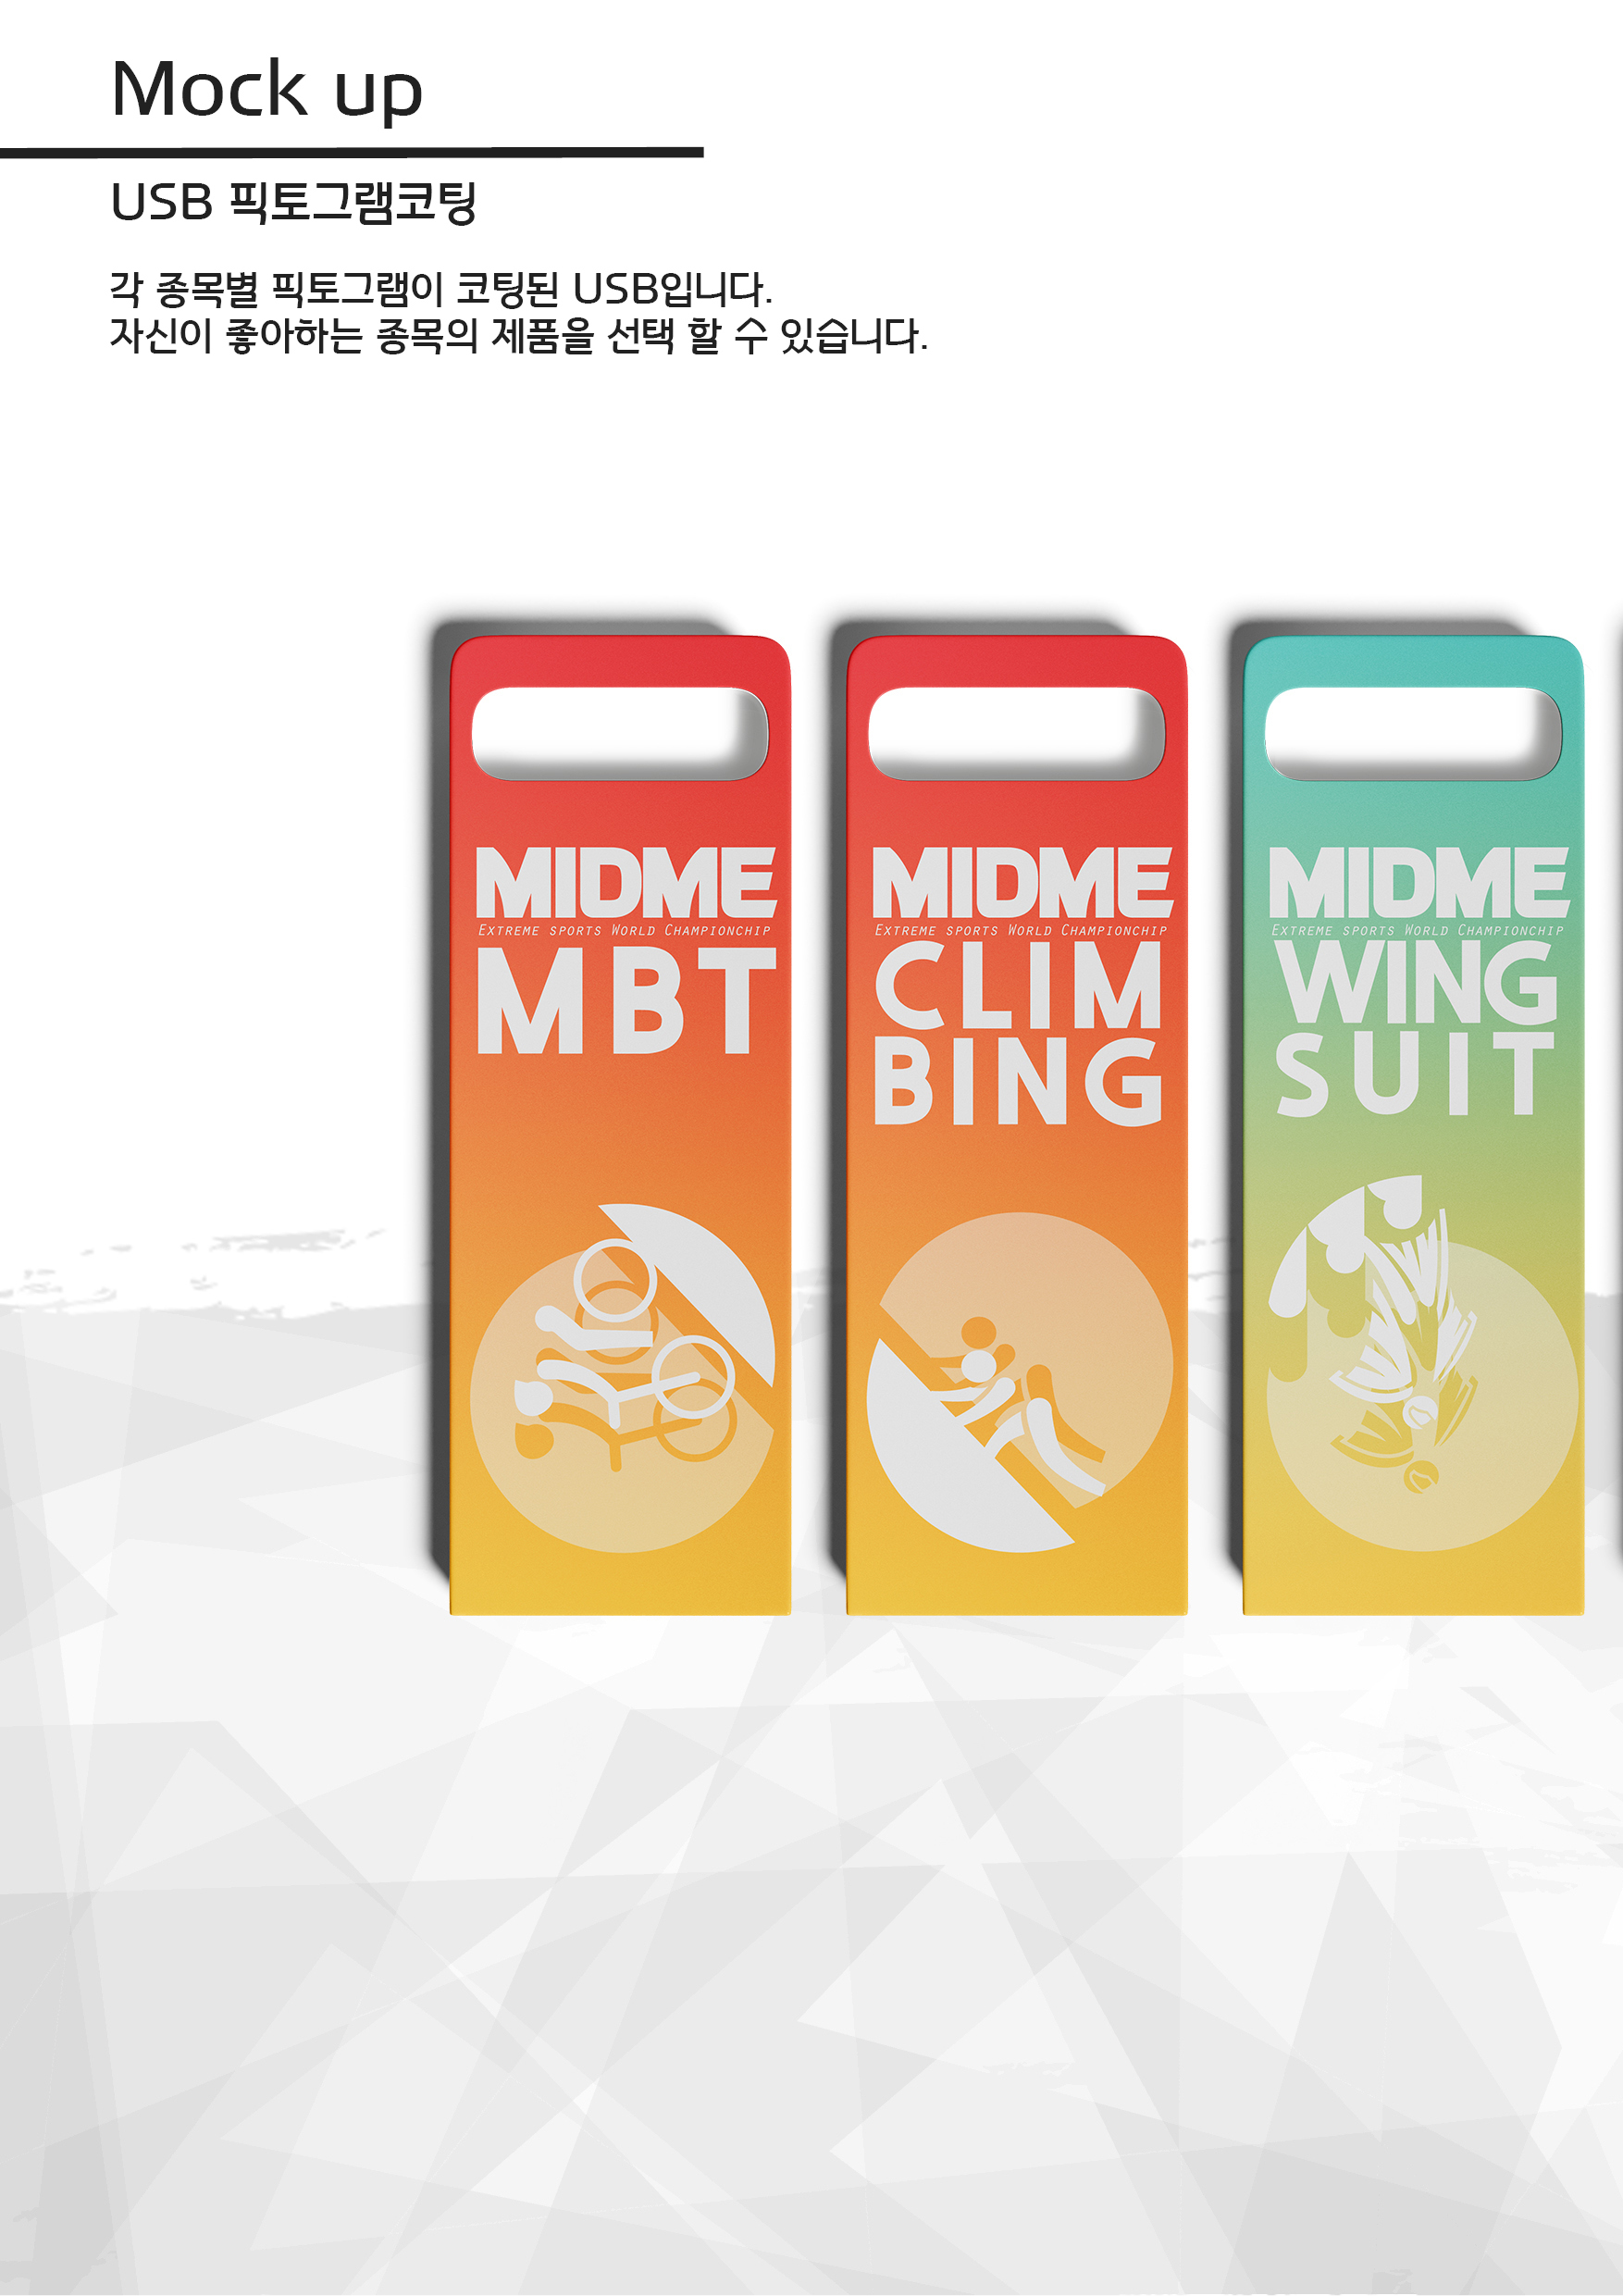 Mock up
USB 픽토그램코팅
각 종목별 픽토그램이 코팅된 USB입니다.
자신이 좋아하는 종목의 제품을 선택 할 수 있습니다.
MIDME
Extreme sports World Championchip
MBT
MIDME
Extreme sports World Championchip
CLIM
BING
MIDME
Extreme sports World Championchip
WING
SUIT